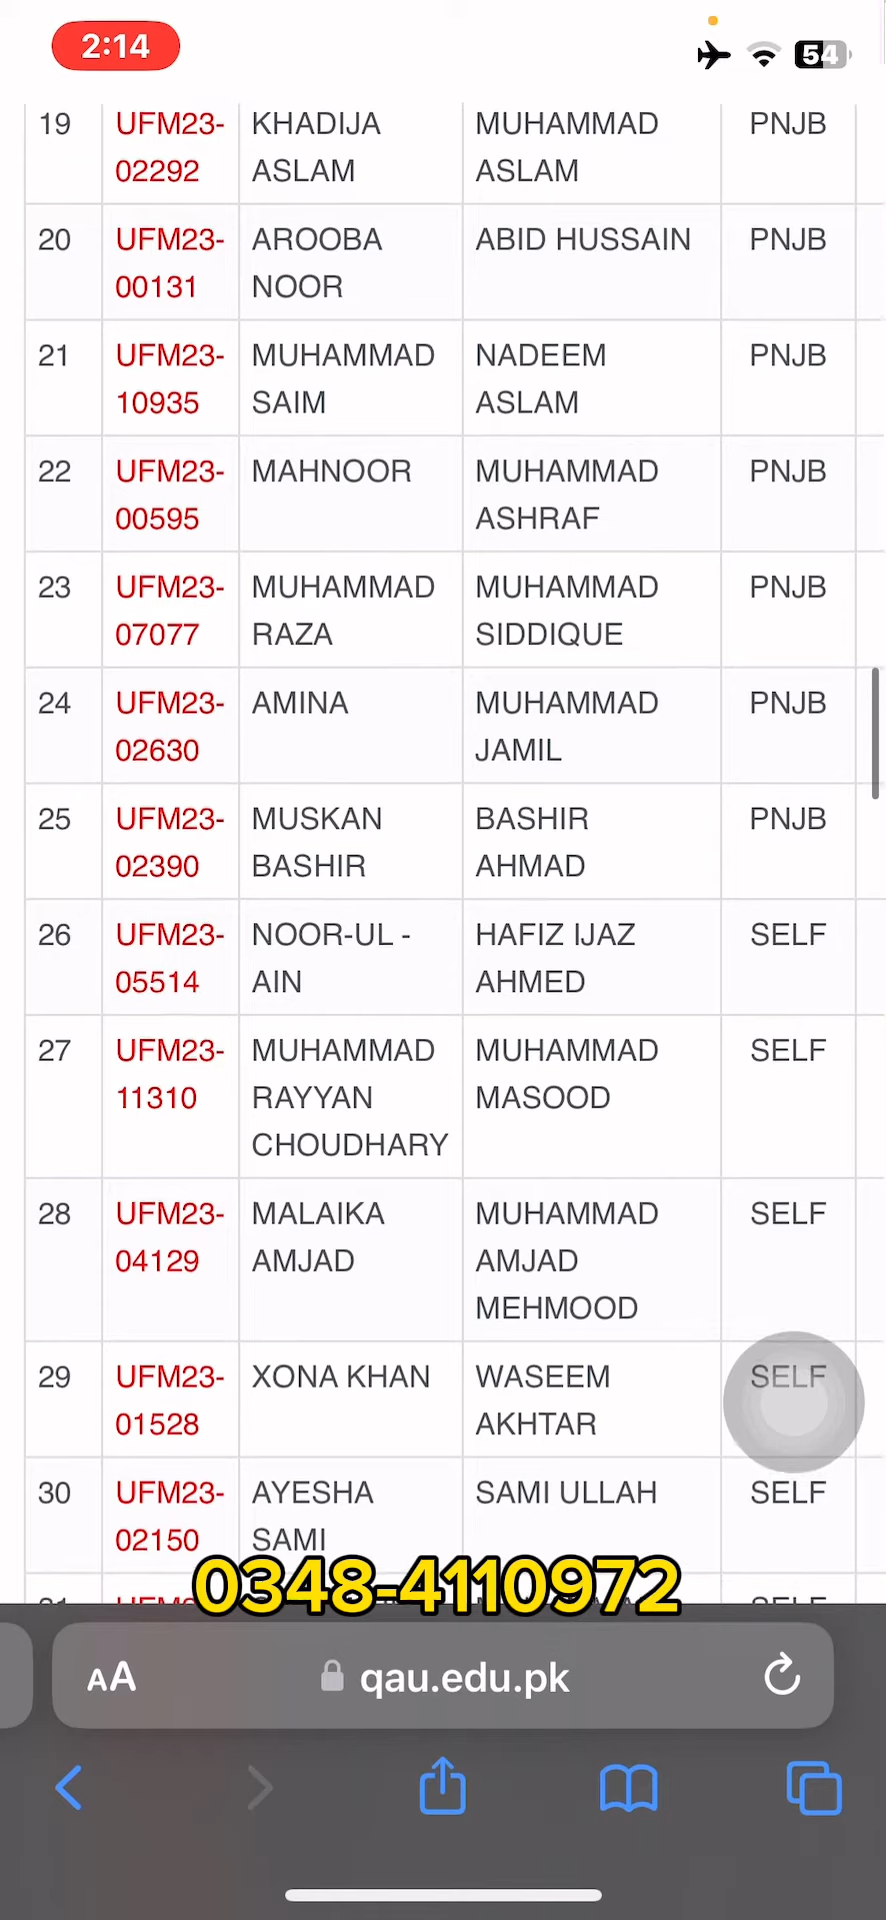 2:14
54
19 UFM23- KHADIJA MUHAMMAD PNJB
02292 ASLAM ASLAM
20 UFM23- AROOBA ABID HUSSAIN PNJB
00131 NOOR
21 UFM23- MUHAMMAD NADEEM PNJB
10935 SAIM ASLAM
22 UFM23- MAHNOOR MUHAMMAD PNJB
00595 ASHRAF
23 UFM23- MUHAMMAD MUHAMMAD PNJB
07077 RAZA SIDDIQUE
24 UFM23- AMINA MUHAMMAD PNJB
02630 JAMIL
25 UFM23- MUSKAN BASHIR PNJB
02390 BASHIR AHMAD
26 UFM23- NOOR-UL - HAFIZ IJAZ SELF
05514 AIN AHMED
27 UFM23- MUHAMMAD MUHAMMAD SELF
11310 RAYYAN MASOOD
CHOUDHARY
28 UFM23- MALAIKA MUHAMMAD SELF
04129 AMJAD AMJAD
MEHMOOD
29 UFM23- XONA KHAN WASEEM SELF
01528 AKHTAR
30 UFM23- AYESHA SAMI ULLAH SELF
02150 SAMI
0348-4110972
AA qau.edu.pk